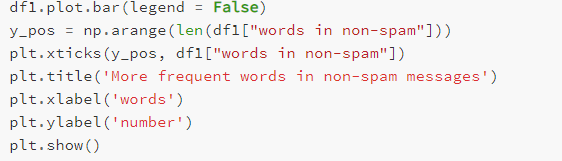 df1.plot.bar(legend = False)
y_pos = np.arange(len(df1["words in non-spam"]))
plt.xticks(y_pos, df1["words in non-spam"])
plt.title('More frequent words in non-spam messages')
plt.xlabel('words')
plt.ylabel('number')
plt.show()